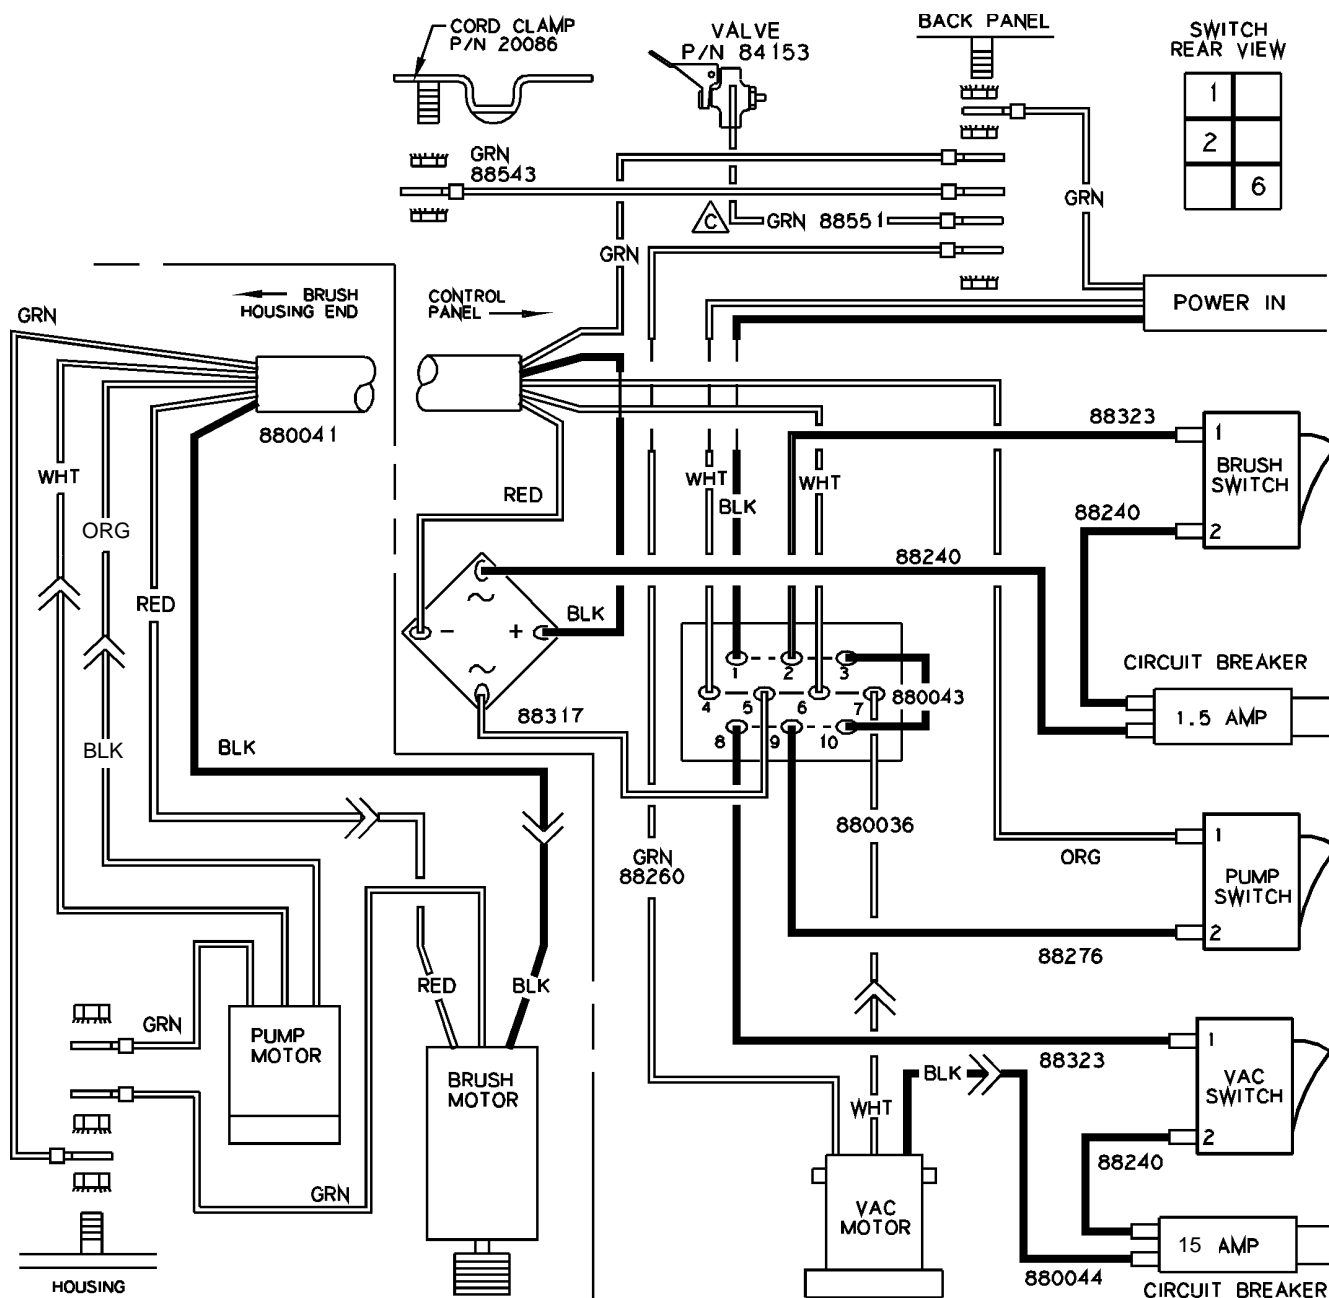 CORD CLAMP
P/N 20086
VALVE
P/N 84153
BACK PANEL
SWITCH
REAR VIEW
1
2
6
GRN
88543
GRN
C
GRN 88551
GRN
POWER IN
BRUSH
HOUSING END
CONTROL
PANEL
GRN
880041
WHT
ORG
RED
BLK
BLK
RED
BLK
-
+
88317
WHT
BLK
WHT
88323
1
BRUSH
SWITCH
88240
2
88240
1
2
3
4
5
6
7
8
9
10
880043
CIRCUIT BREAKER
1.5 AMP
880036
GRN
88260
ORG
1
PUMP
SWITCH
2
88276
RED
BLK
GRN
PUMP
MOTOR
BRUSH
MOTOR
GRN
HOUSING
BLK
WHT
VAC
MOTOR
88323
1
VAC
SWITCH
2
88240
15 AMP
880044
CIRCUIT BREAKER